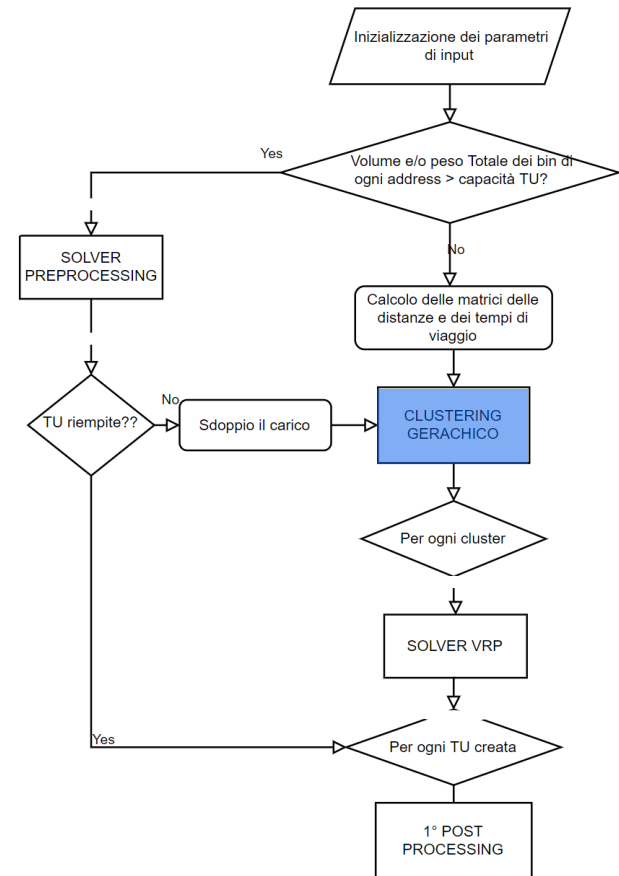 Inizializzazione dei parametri
di input
Yes
Volume e/o peso Totale dei bin di
ogni address > capacità TU?
No
SOLVER
PREPROCESSING
Calcolo delle matrici delle
distanze e dei tempi di
viaggio
TU riempite??
No
Sdoppio il carico
CLUSTERING
GERACHICO
Per ogni cluster
SOLVER VRP
Yes
Per ogni TU creata
1° POST
PROCESSING